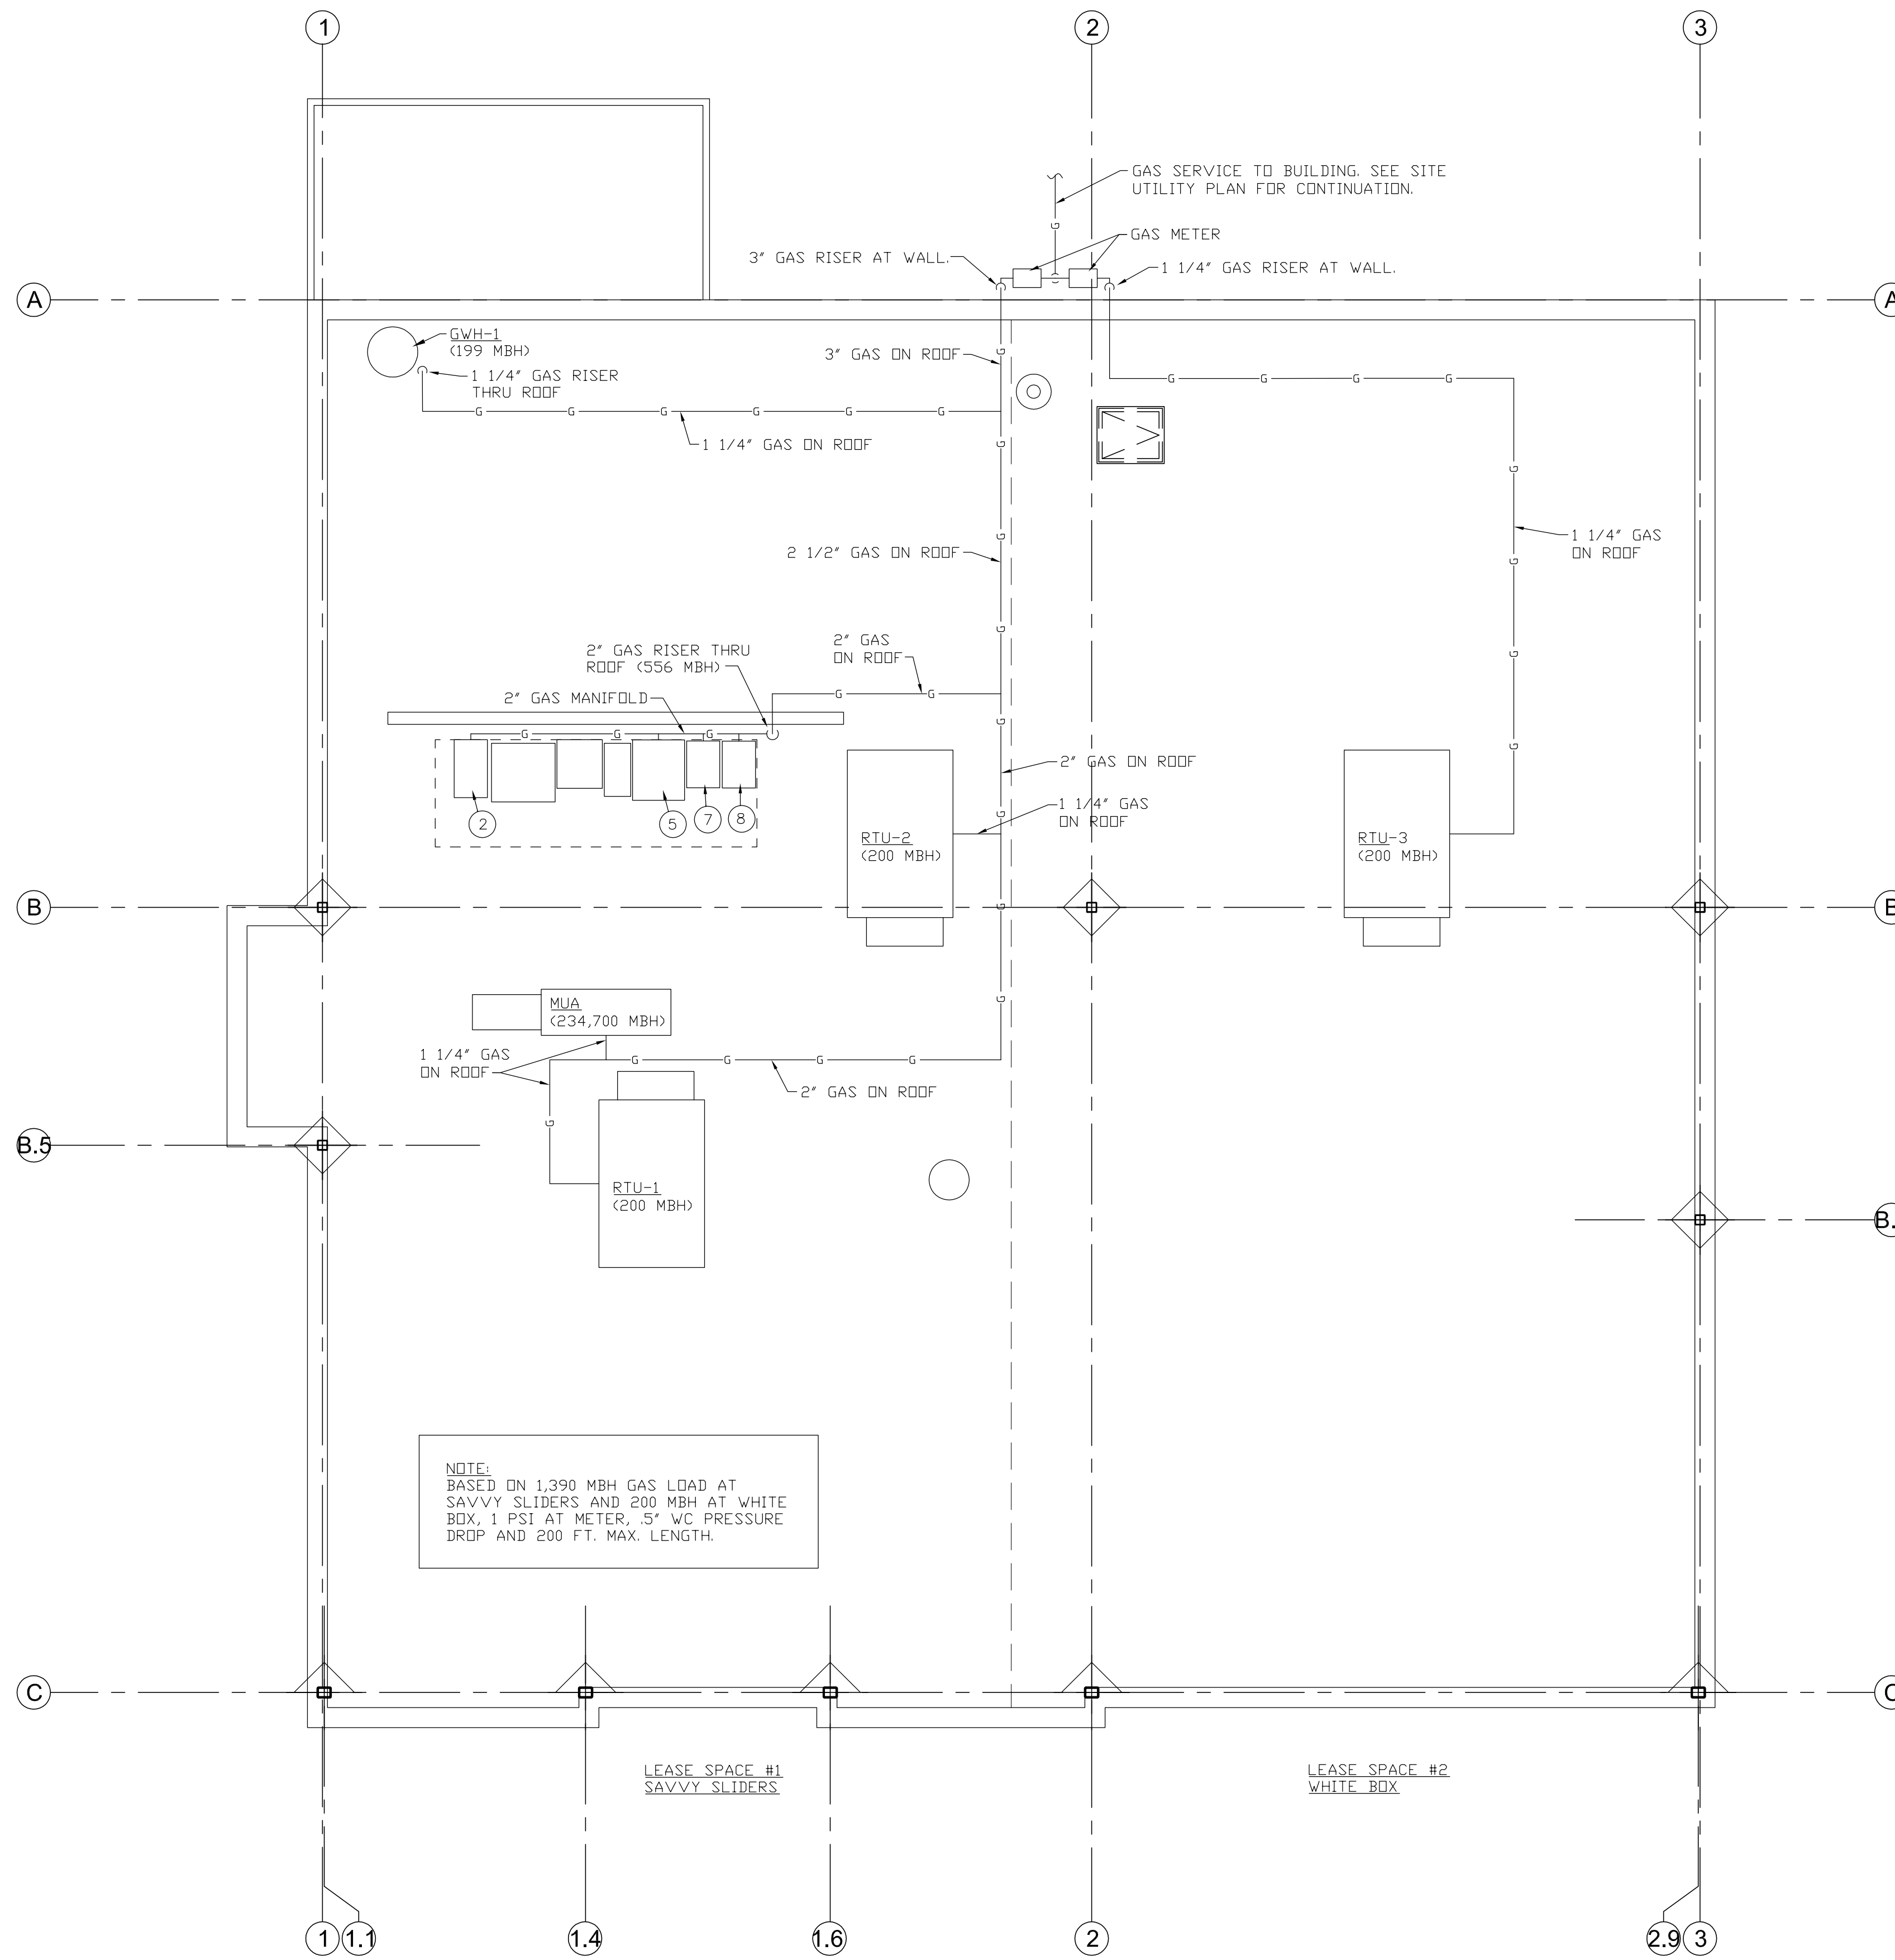 1
2
3
GAS SERVICE TO BUILDING. SEE SITE
UTILITY PLAN FOR CONTINUATION.
G
GAS METER
3" GAS RISER AT WALL.
1 1/4" GAS RISER AT WALL.
A
A
GWH-1
(199 MBH)
1 1/4" GAS RISER
THRU ROOF
3" GAS ON ROOF
G
G G G G
G G G G G G
1 1/4" GAS ON ROOF
G
G
2 1/2" GAS ON ROOF
G
1 1/4" GAS
ON ROOF
G
G
G
2" GAS RISER THRU
ROOF (556 MBH)
2" GAS
ON ROOF
G G
2" GAS MANIFOLD
G G G
G
G
2" GAS ON ROOF
1 1/4" GAS
ON ROOF
G
2
5
7
8
RTU-2
(200 MBH)
RTU-3
(200 MBH)
B
G
B
G
MUA
(234,700 MBH)
1 1/4" GAS
ON ROOF
G G G G
2" GAS ON ROOF
G
B.5
RTU-1
(200 MBH)
B.
NOTE:
BASED ON 1,390 MBH GAS LOAD AT
SAVVY SLIDERS AND 200 MBH AT WHITE
BOX, 1 PSI AT METER, .5" WC PRESSURE
DROP AND 200 FT. MAX. LENGTH.
C
C
LEASE SPACE #1
SAVVY SLIDERS
LEASE SPACE #2
WHITE BOX
1
1.1
1.4
1.6
2
2.9
3